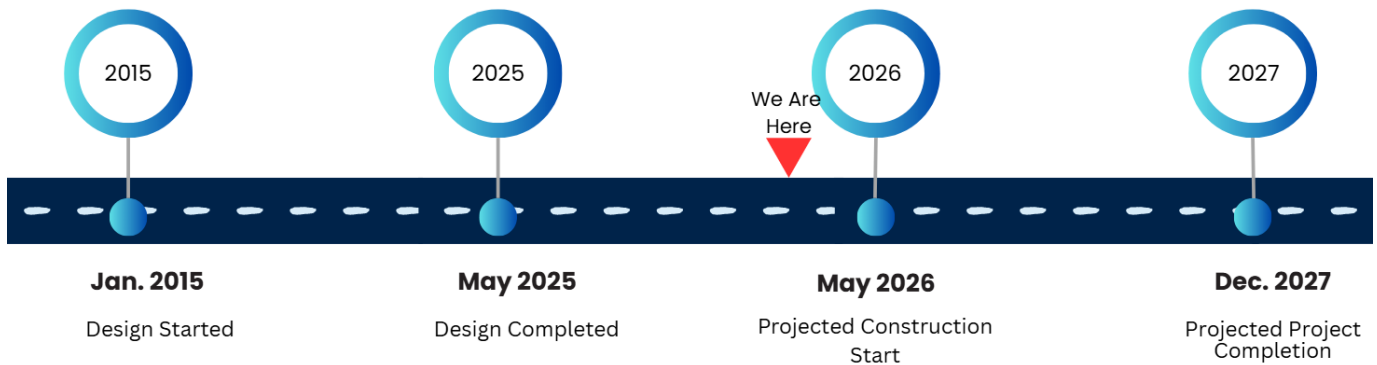 2015
2025
2026
2027
We Are
Here
Jan. 2015
May 2025
May 2026
Dec. 2027
Design Started
Design Completed
Projected Construction
Start
Projected Project
Completion